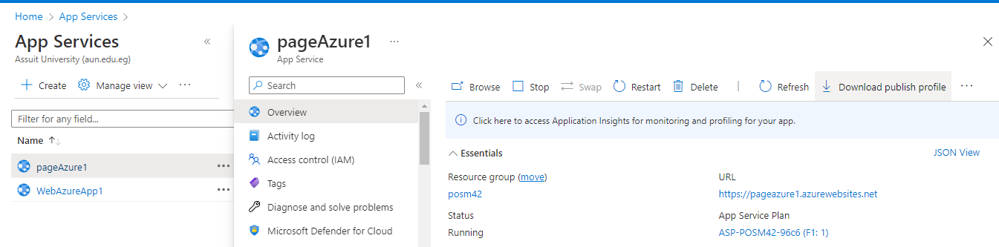 Home > App Services >
App Services
Assuit University (aun.edu.eg)
Create
Manage view
...
Filter for any field...
Name
pageAzure1
...
WebAzureApp1
...
pageAzure1
...
App Service
Search
Overview
Activity log
Access control (IAM)
Tags
Diagnose and solve problems
Microsoft Defender for Cloud
Browse
Stop
Swap
Restart
Delete
Refresh
Download publish profile
...
Click here to access Application Insights for monitoring and profiling for your app.
Essentials
JSON View
Resource group (move)
posm42
Status
Running
URL
https://pageazure1.azurewebsites.net
App Service Plan
ASP-POSM42-96c6 (F1: 1)